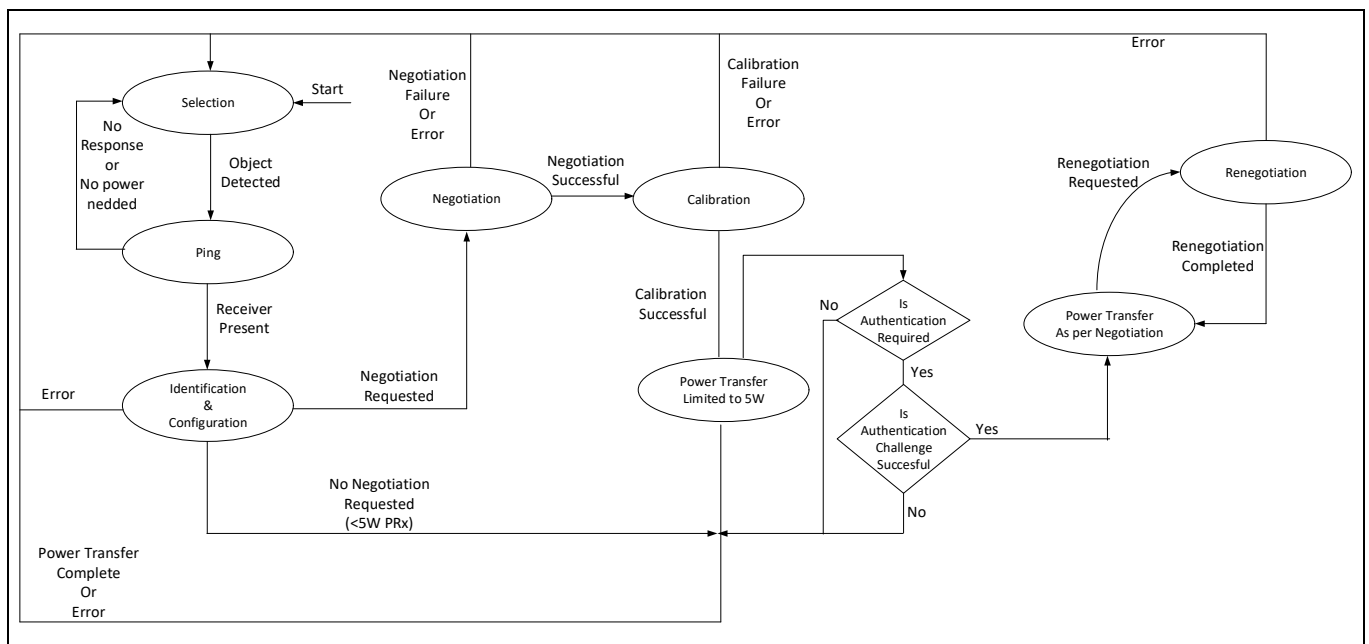 Error
Start
Selection
No
Response
or
No power
nedded
Object
Detected
Ping
Receiver
Present
Identification
&
Configuration
Error
Negotiation
Requested
Negotiation
Failure
Or
Error
Negotiation
Negotiation
Successful
Calibration
Failure
Or
Error
Calibration
Calibration
Successful
Power Transfer
Limited to 5W
No
Is
Authentication
Required
Yes
Is
Authentication
Challenge
Succesful
Yes
No
Renegotiation
Requested
Renegotiation
Renegotiation
Completed
Power Transfer
As per Negotiation
No Negotiation
Requested
(<5W PRx)
Power Transfer
Complete
Or
Error